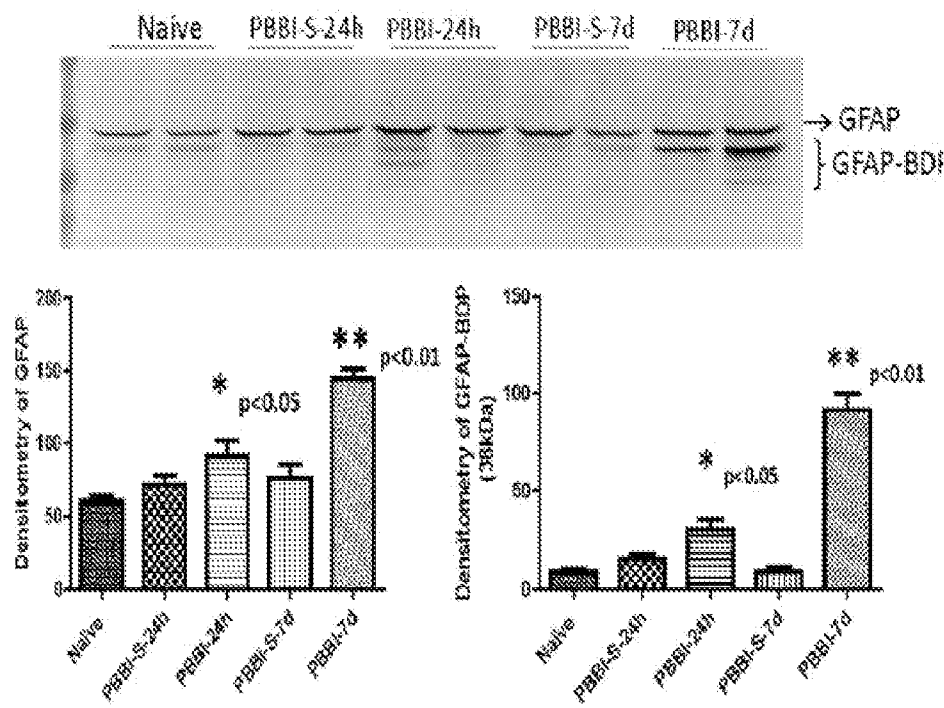 Naive PBBI-S-24h PBBI-24h PBBI-S-7d PBBI-7d
→ GFAP
GFAP-BDP
Densitometry of GFAP
200
150
100
50
0
*
p<0.05
**
p<0.01
Naive
PBBI-S-24h
PBBI-24h
PBBI-S-7d
PBBI-7d
Densitometry of GFAP-BDP
(38kDa)
150
100
50
0
*
p<0.05
**
p<0.01
Naive
PBBI-S-24h
PBBI-24h
PBBI-S-7d
PBBI-7d